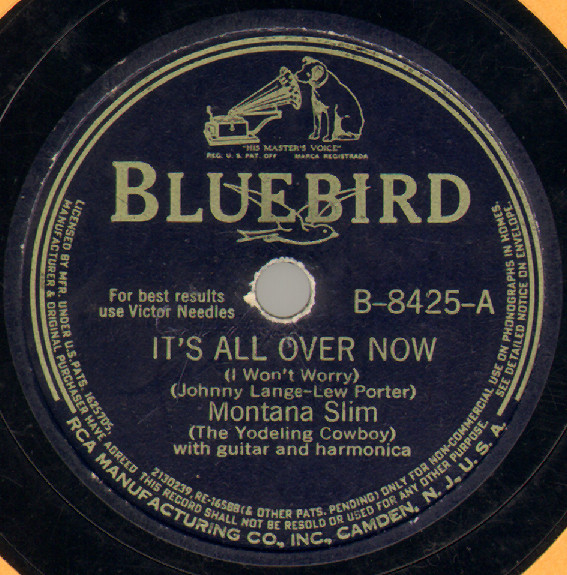 "HIS MASTER'S VOICE"
REG. U. S. PAT. OFF. MARCA REGISTRADA
BLUEBIRD
For best results
use Victor Needles
B-8425-A
IT'S ALL OVER NOW
(I Won't Worry)
(Johnny Lange-Lew Porter)
Montana Slim
(The Yodeling Cowboy)
with guitar and harmonica
LICENSED BY MFR. UNDER U.S. PATS. 1625705, 2130239, RE-16588 (& OTHER PATS. PENDING) ONLY FOR NON-COMMERCIAL USE ON PHONOGRAPHS IN HOMES.
MANUFACTURER & ORIGINAL PURCHASER HAVE AGREED THIS RECORD SHALL NOT BE RESOLD OR USED FOR ANY OTHER PURPOSE. SEE DETAILED NOTICE ON ENVELOPE.
RCA MANUFACTURING CO., INC., CAMDEN, N. J., U. S. A.